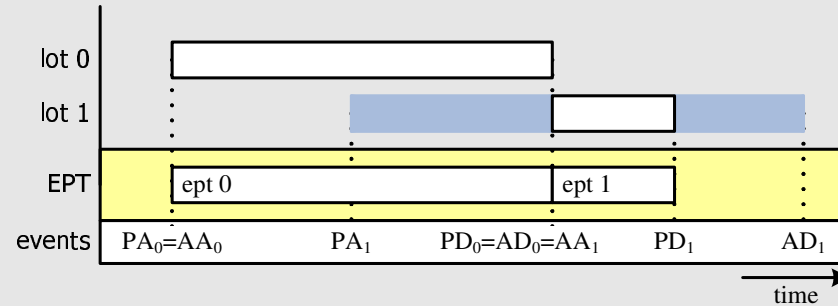 lot 0
lot 1
EPT ept 0 ept 1
events PA₀=AA₀ PA₁ PD₀=AD₀=AA₁ PD₁ AD₁
time